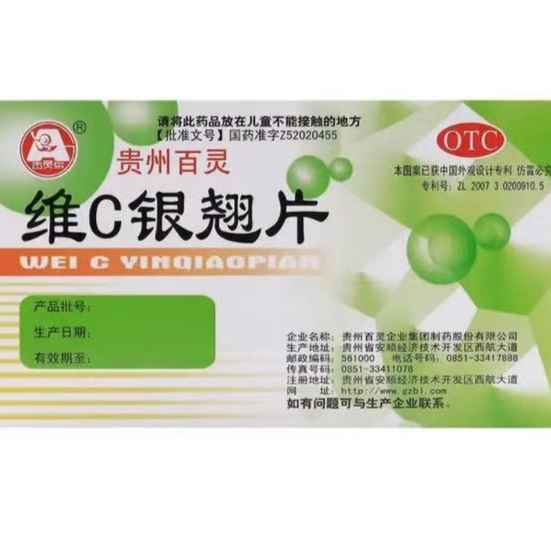 请将此药品放在儿童不能接触的地方
【批准文号】国药准字Z52020455
百灵鸟
®
贵州百灵
OTC
本图案已获中国外观设计专利 仿冒必究
专利号：ZL 2007 3 0200910.5
维C银翘片
WEI C YINQIAOPIAN
产品批号：
生产日期：
有效期至：
企业名称：贵州百灵企业集团制药股份有限公司
生产地址：贵州省安顺经济技术开发区西航大道
邮政编码：561000 电话号码：0851-33417888
传真号码：0851-33411078
注册地址：贵州省安顺经济技术开发区西航大道
网 址：http://www.gzbl.com
如有问题可与生产企业联系。